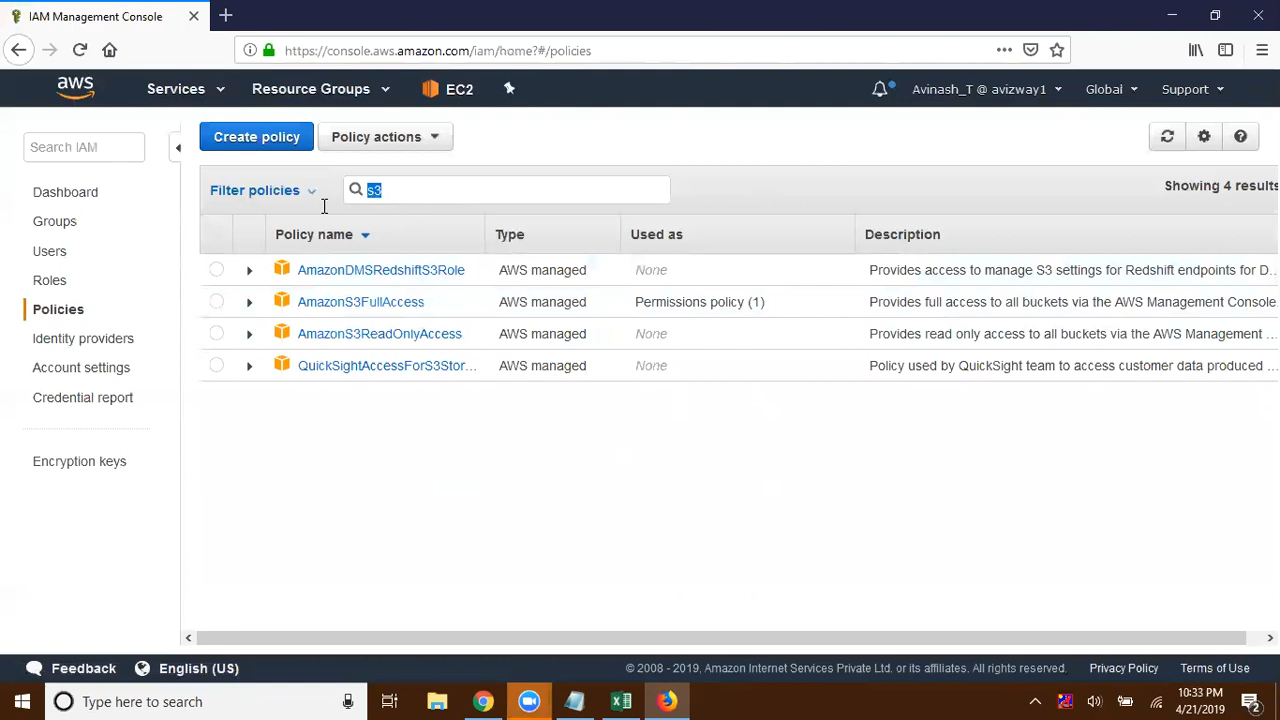 IAM Management Console
https://console.aws.amazon.com/iam/home?#/policies
aws
Services
Resource Groups
EC2
Avinash_T @ avizway1
Global
Support
Search IAM
Dashboard
Groups
Users
Roles
Policies
Identity providers
Account settings
Credential report
Encryption keys
Create policy
Policy actions
Filter policies
s3
Showing 4 results
Policy name Type Used as Description
AmazonDMSRedshiftS3Role AWS managed None Provides access to manage S3 settings for Redshift endpoints for D...
AmazonS3FullAccess AWS managed Permissions policy (1) Provides full access to all buckets via the AWS Management Console.
AmazonS3ReadOnlyAccess AWS managed None Provides read only access to all buckets via the AWS Management ...
QuickSightAccessForS3Stor... AWS managed None Policy used by QuickSight team to access customer data produced ...
Feedback
English (US)
© 2008 - 2019, Amazon Internet Services Private Ltd. or its affiliates. All rights reserved.
Privacy Policy
Terms of Use
Type here to search
10:33 PM
4/21/2019
2